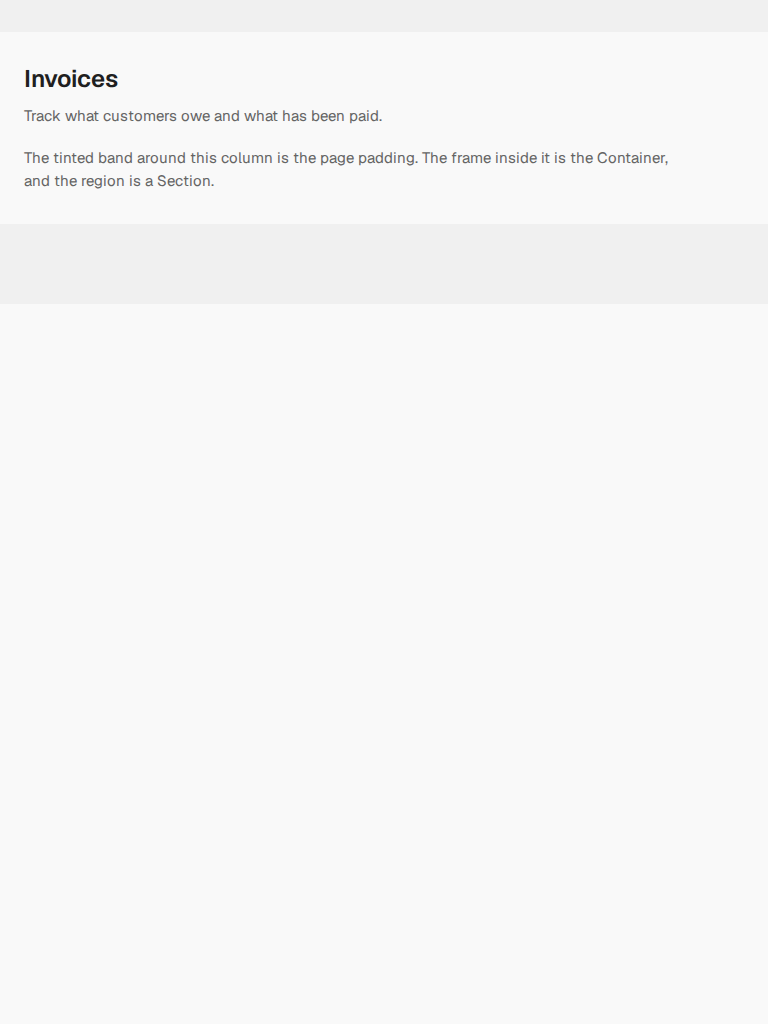 Invoices
Track what customers owe and what has been paid.
The tinted band around this column is the page padding. The frame inside it is the Container,
and the region is a Section.